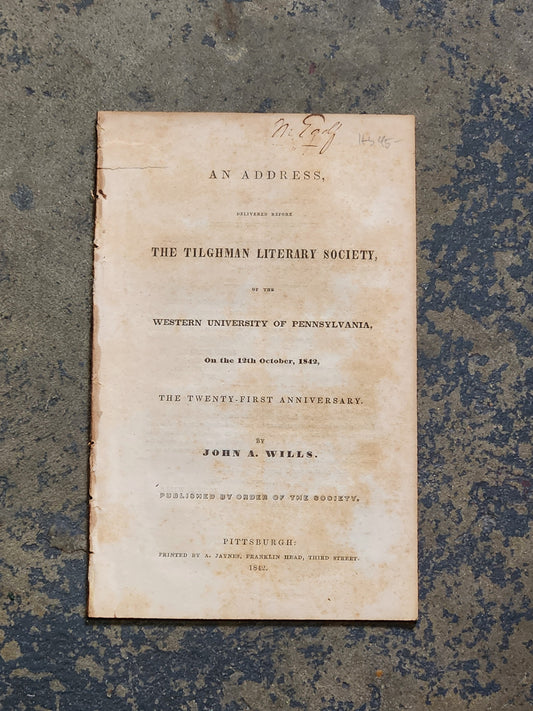 AN ADDRESS,
DELIVERED BEFORE
THE TILGHMAN LITERARY SOCIETY,
OF THE
WESTERN UNIVERSITY OF PENNSYLVANIA,
On the 12th October, 1842,
THE TWENTY-FIRST ANNIVERSARY.
BY
JOHN A. WILLS.
PUBLISHED BY ORDER OF THE SOCIETY,
PITTSBURGH:
PRINTED BY A. JAYNES, FRANKLIN HEAD, THIRD STREET.
1842.